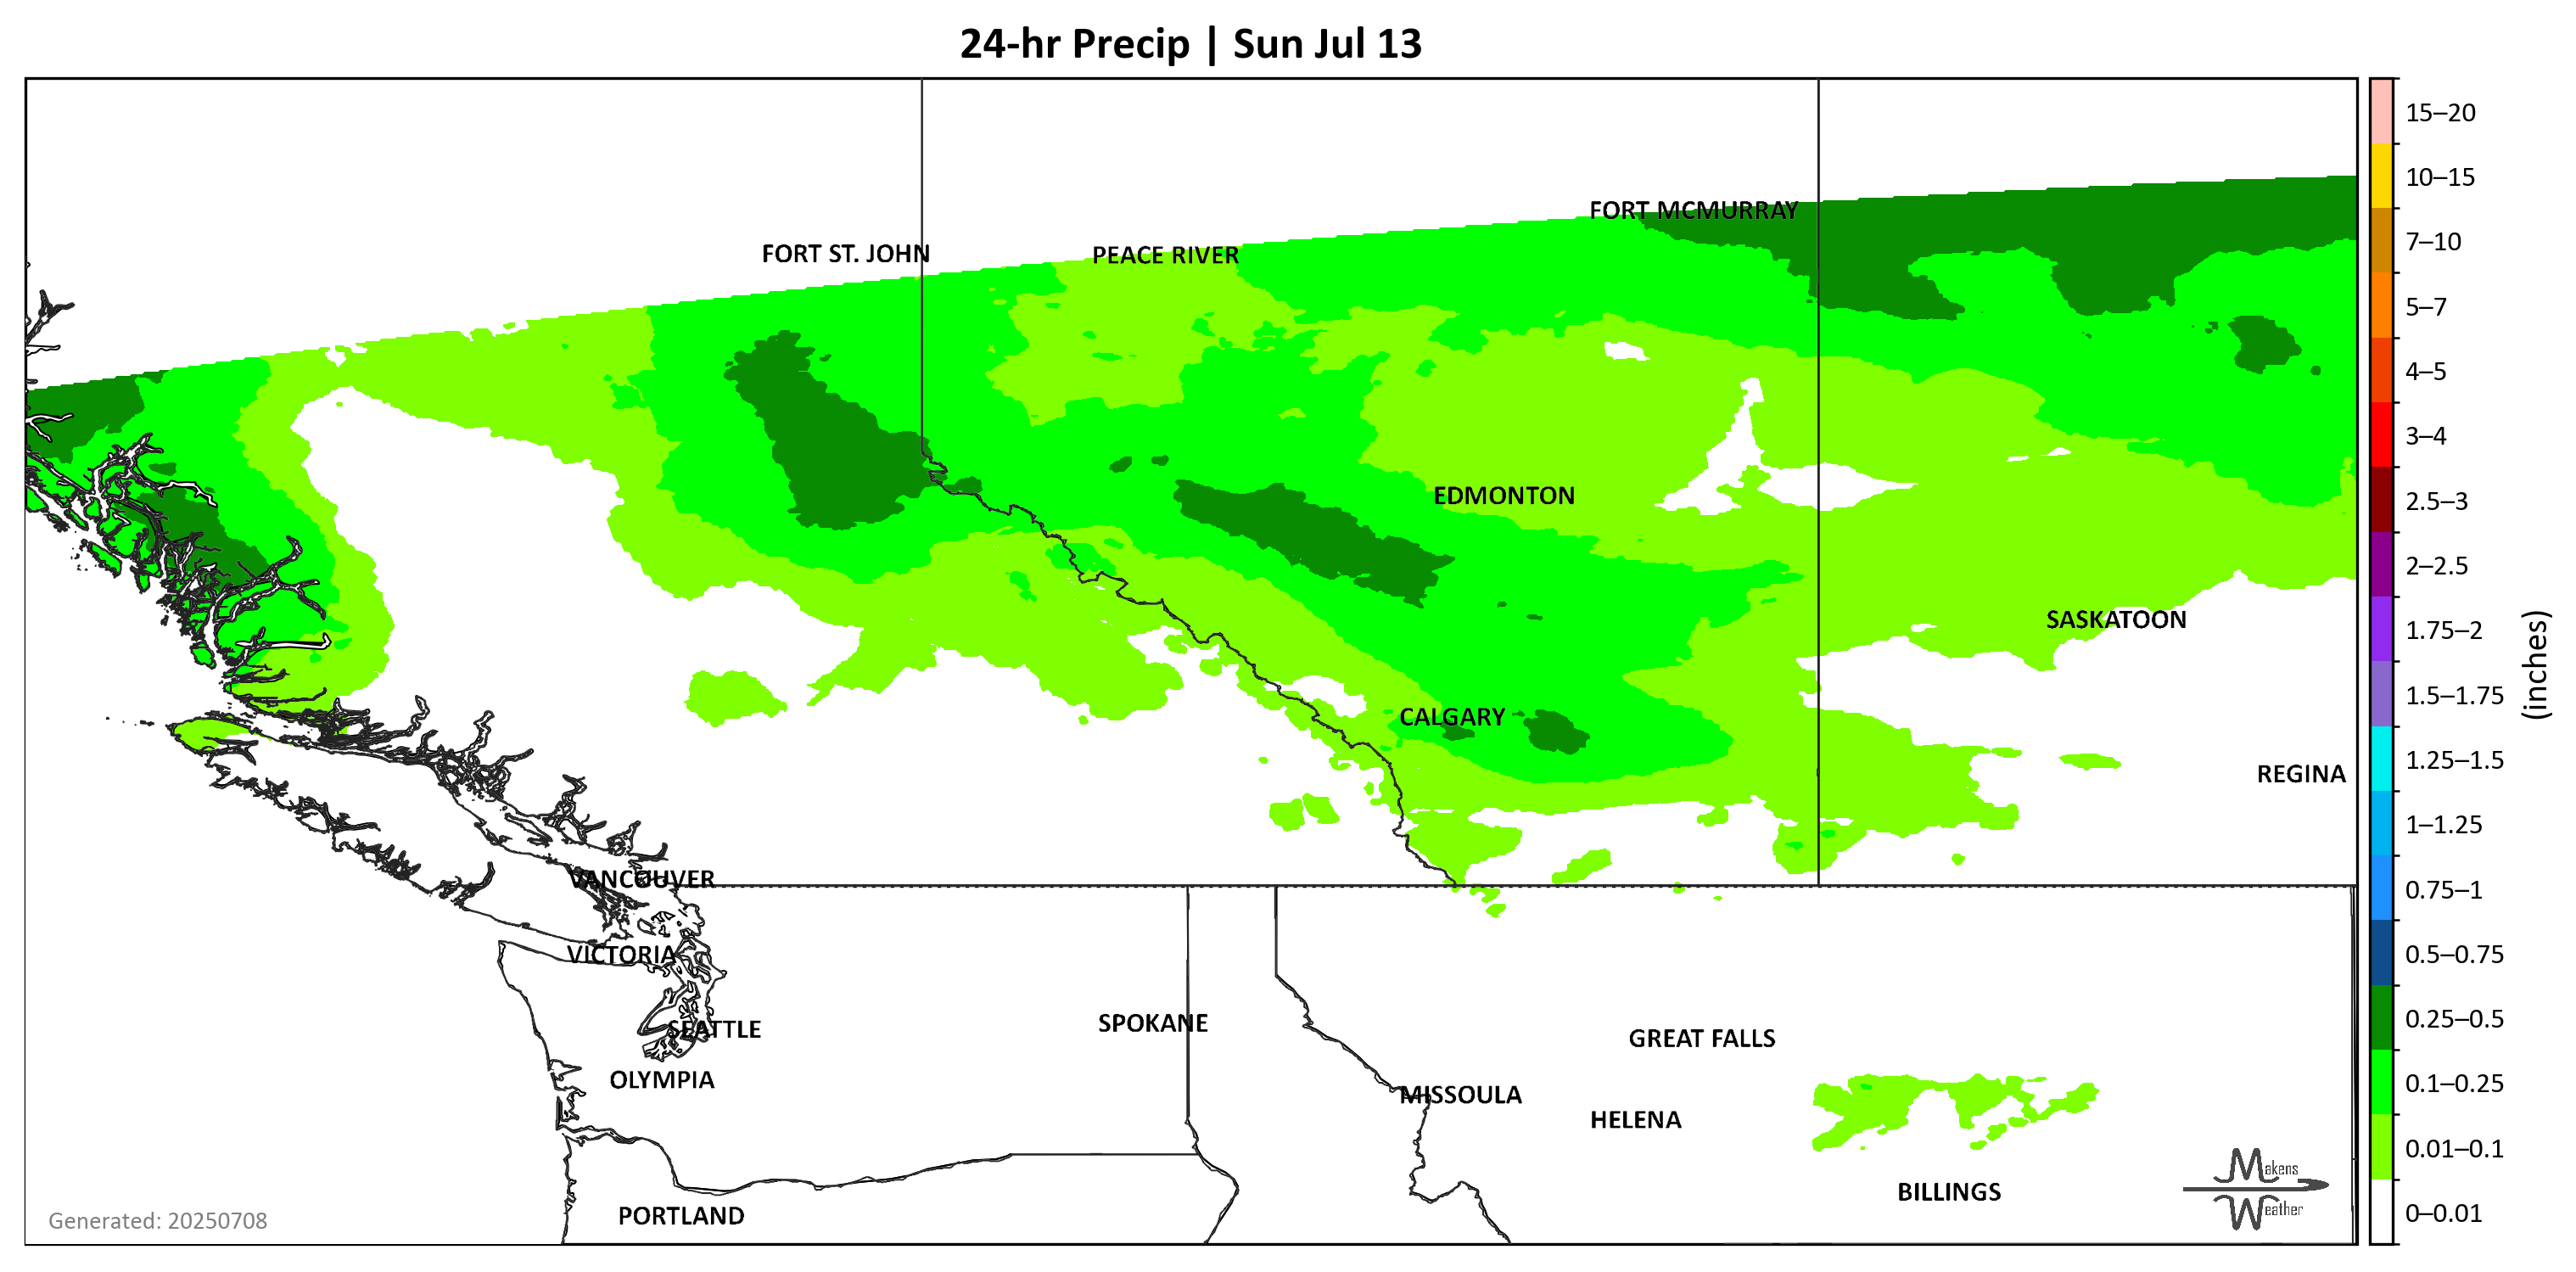 24-hr Precip | Sun Jul 13
FORT MCMURRAY
FORT ST. JOHN
PEACE RIVER
EDMONTON
SASKATOON
CALGARY
REGINA
VANCOUVER
VICTORIA
SEATTLE
SPOKANE
GREAT FALLS
OLYMPIA
MISSOULA
HELENA
BILLINGS
PORTLAND
Generated: 20250708
Makens
Weather
15–20
10–15
7–10
5–7
4–5
3–4
2.5–3
2–2.5
1.75–2
1.5–1.75
1.25–1.5
1–1.25
0.75–1
0.5–0.75
0.25–0.5
0.1–0.25
0.01–0.1
0–0.01
(inches)